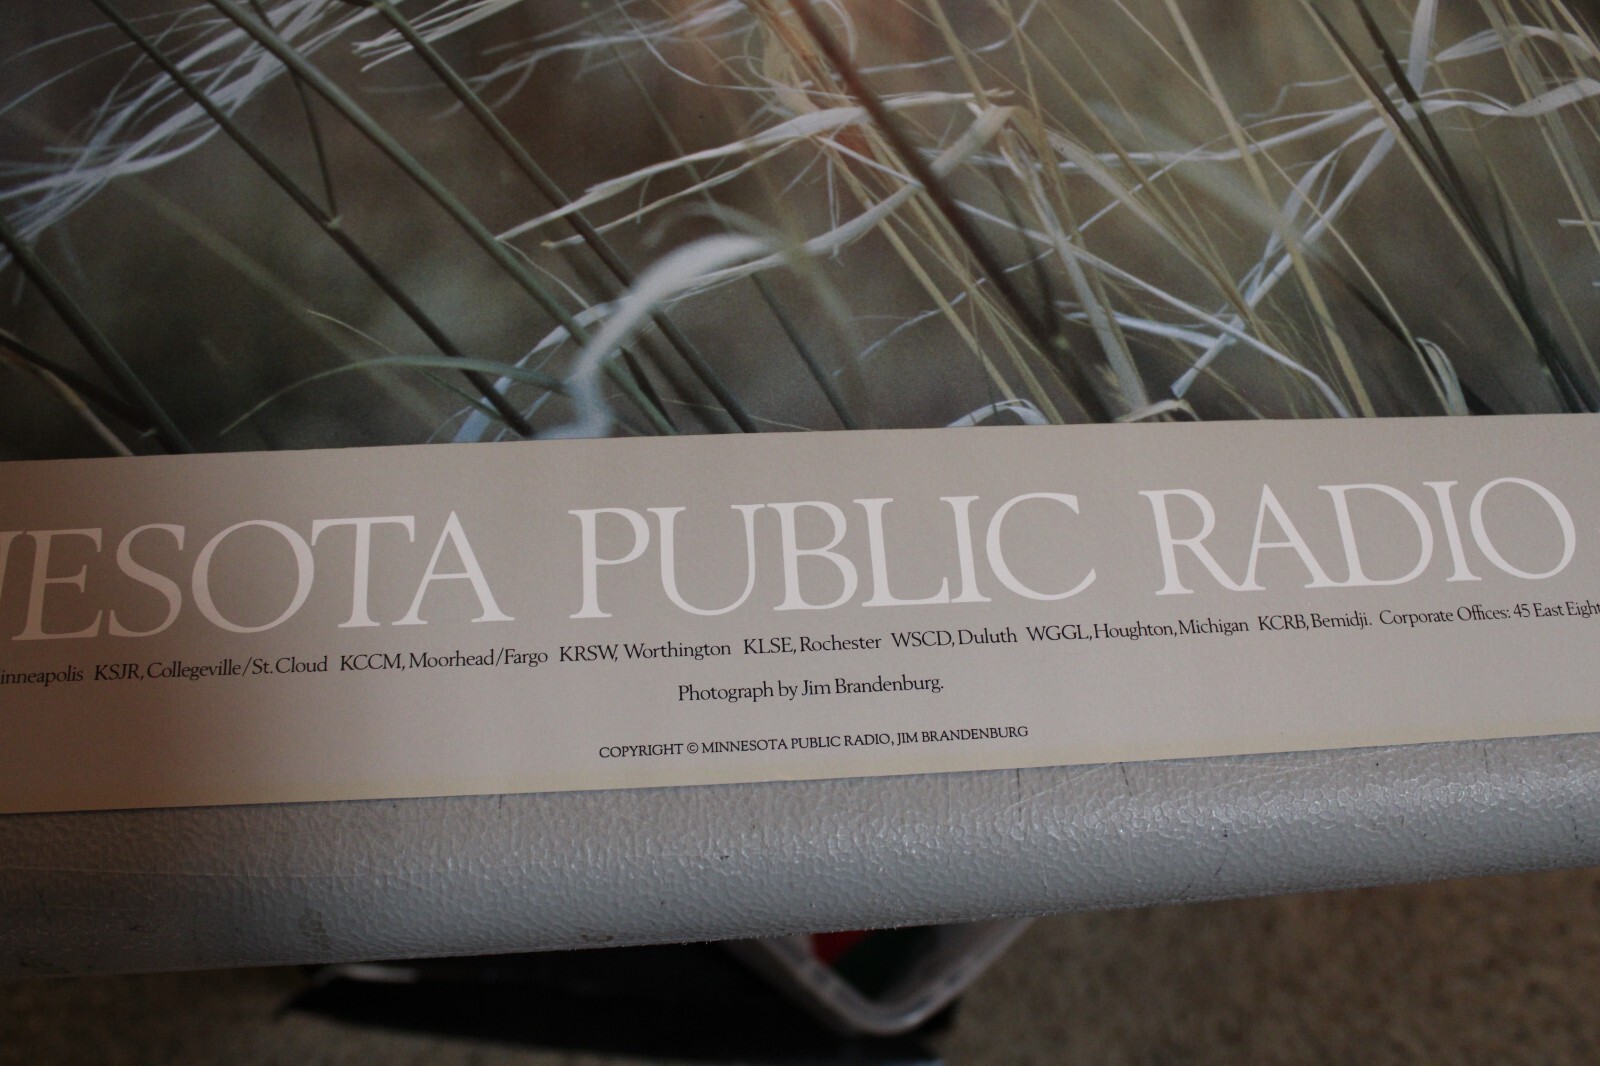 NESOTA PUBLIC RADIO
inneapolis KSJR, Collegeville/St. Cloud KCCM, Moorhead/Fargo KRSW, Worthington KLSE, Rochester WSCD, Duluth WGGL, Houghton, Michigan KCRB, Bemidji. Corporate Offices: 45 East Eight
Photograph by Jim Brandenburg.
COPYRIGHT © MINNESOTA PUBLIC RADIO, JIM BRANDENBURG